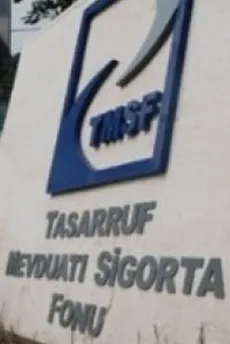 TMSF
TASARRUF
MEVDUATI SİGORTA
FONU